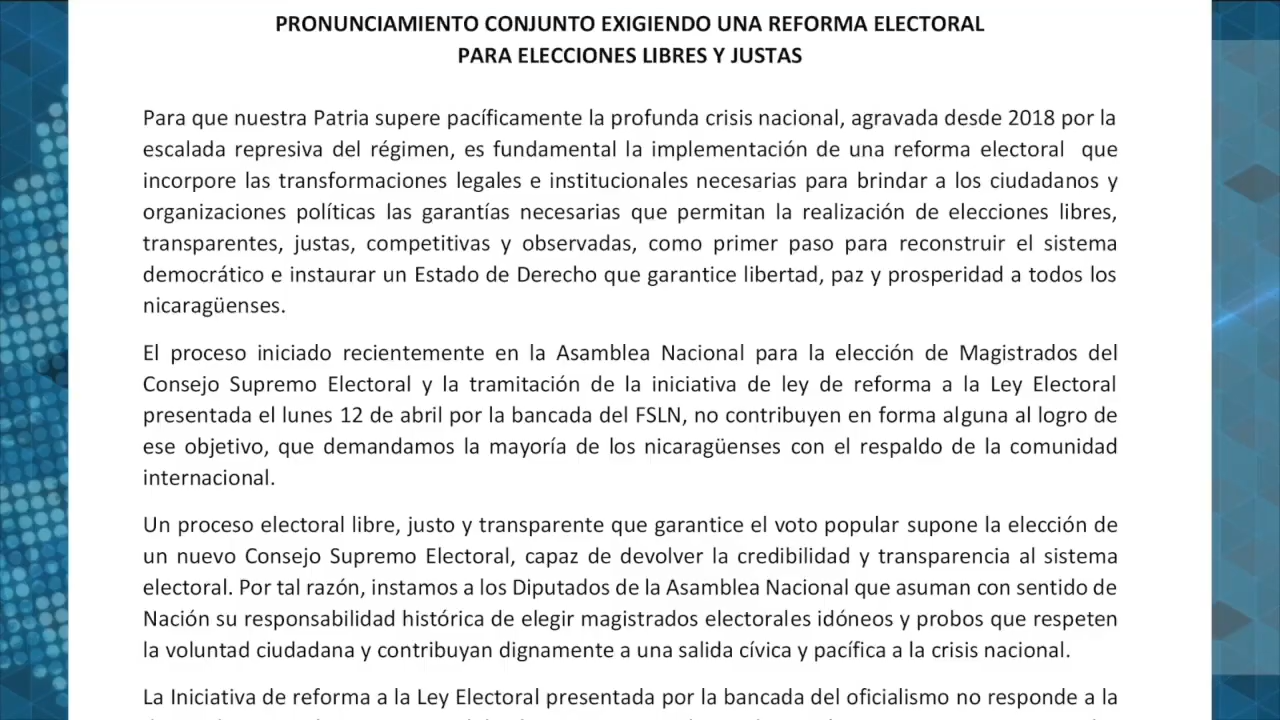 PRONUNCIAMIENTO CONJUNTO EXIGIENDO UNA REFORMA ELECTORAL
PARA ELECCIONES LIBRES Y JUSTAS
Para que nuestra Patria supere pacíficamente la profunda crisis nacional, agravada desde 2018 por la
escalada represiva del régimen, es fundamental la implementación de una reforma electoral que
incorpore las transformaciones legales e institucionales necesarias para brindar a los ciudadanos y
organizaciones políticas las garantías necesarias que permitan la realización de elecciones libres,
transparentes, justas, competitivas y observadas, como primer paso para reconstruir el sistema
democrático e instaurar un Estado de Derecho que garantice libertad, paz y prosperidad a todos los
nicaragüenses.
El proceso iniciado recientemente en la Asamblea Nacional para la elección de Magistrados del
Consejo Supremo Electoral y la tramitación de la iniciativa de ley de reforma a la Ley Electoral
presentada el lunes 12 de abril por la bancada del FSLN, no contribuyen en forma alguna al logro de
ese objetivo, que demandamos la mayoría de los nicaragüenses con el respaldo de la comunidad
internacional.
Un proceso electoral libre, justo y transparente que garantice el voto popular supone la elección de
un nuevo Consejo Supremo Electoral, capaz de devolver la credibilidad y transparencia al sistema
electoral. Por tal razón, instamos a los Diputados de la Asamblea Nacional que asuman con sentido de
Nación su responsabilidad histórica de elegir magistrados electorales idóneos y probos que respeten
la voluntad ciudadana y contribuyan dignamente a una salida cívica y pacífica a la crisis nacional.
La Iniciativa de reforma a la Ley Electoral presentada por la bancada del oficialismo no responde a la